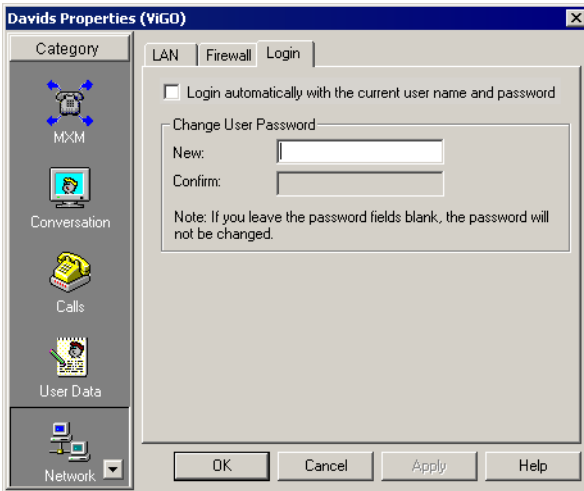 Davids Properties (ViGO)
Category
MXM
Conversation
Calls
User Data
Network
LAN
Firewall
Login
Login automatically with the current user name and password
Change User Password
New:
Confirm:
Note: If you leave the password fields blank, the password will
not be changed.
OK
Cancel
Apply
Help